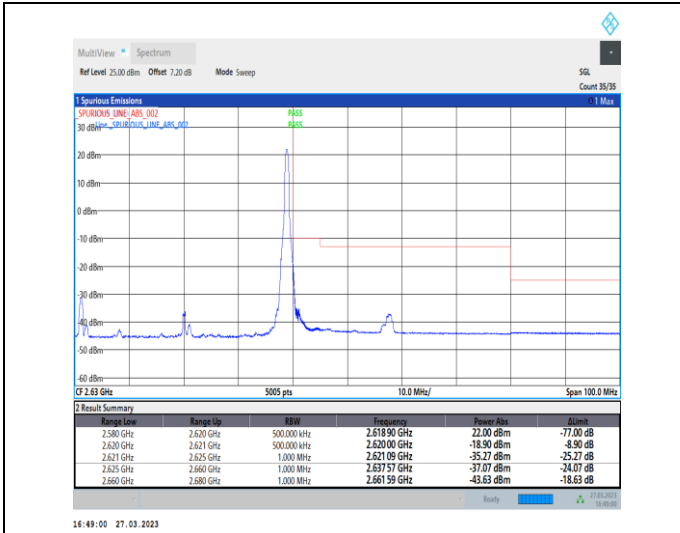 MultiView Spectrum
Ref Level 25.00 dBm Offset 7.20 dB Mode Sweep SGL
Count 35/35
1 Spurious Emissions 1 Max
_SPURIOUS_LINE_ABS_002 PASS
30 dBm Line _SPURIOUS_LINE_ABS_002 PASS
20 dBm
10 dBm
0 dBm
-10 dBm
-20 dBm
-30 dBm
-40 dBm
-50 dBm
-60 dBm
CF 2.63 GHz 5005 pts 10.0 MHz/ Span 100.0 MHz
2 Result Summary
Range Low Range Up RBW Frequency Power Abs ΔLimit
2.580 GHz 2.620 GHz 500.000 kHz 2.618 90 GHz 22.00 dBm -77.00 dB
2.620 GHz 2.621 GHz 500.000 kHz 2.620 00 GHz -18.90 dBm -8.90 dB
2.621 GHz 2.625 GHz 1.000 MHz 2.621 09 GHz -35.27 dBm -25.27 dB
2.625 GHz 2.660 GHz 1.000 MHz 2.637 57 GHz -37.07 dBm -24.07 dB
2.660 GHz 2.680 GHz 1.000 MHz 2.661 59 GHz -43.63 dBm -18.63 dB
Ready 27.03.2023
16:49:00
16:49:00 27.03.2023